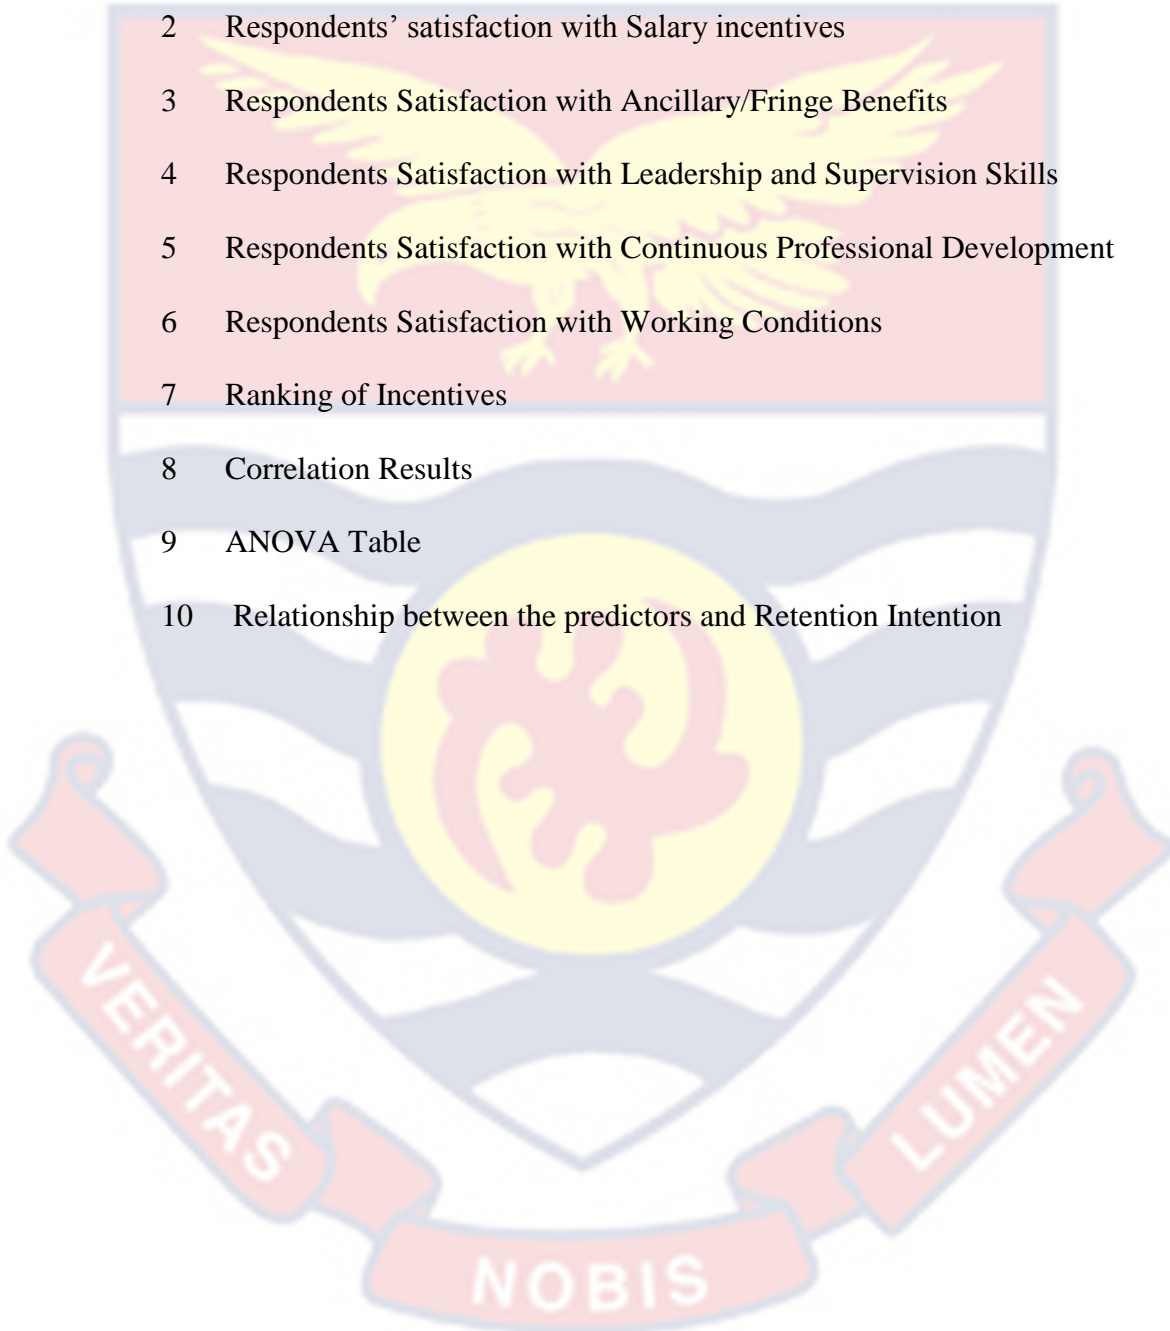 2 Respondents’ satisfaction with Salary incentives
3 Respondents Satisfaction with Ancillary/Fringe Benefits
4 Respondents Satisfaction with Leadership and Supervision Skills
5 Respondents Satisfaction with Continuous Professional Development
6 Respondents Satisfaction with Working Conditions
7 Ranking of Incentives
8 Correlation Results
9 ANOVA Table
10 Relationship between the predictors and Retention Intention
VERITAS
NOBIS
LUMEN